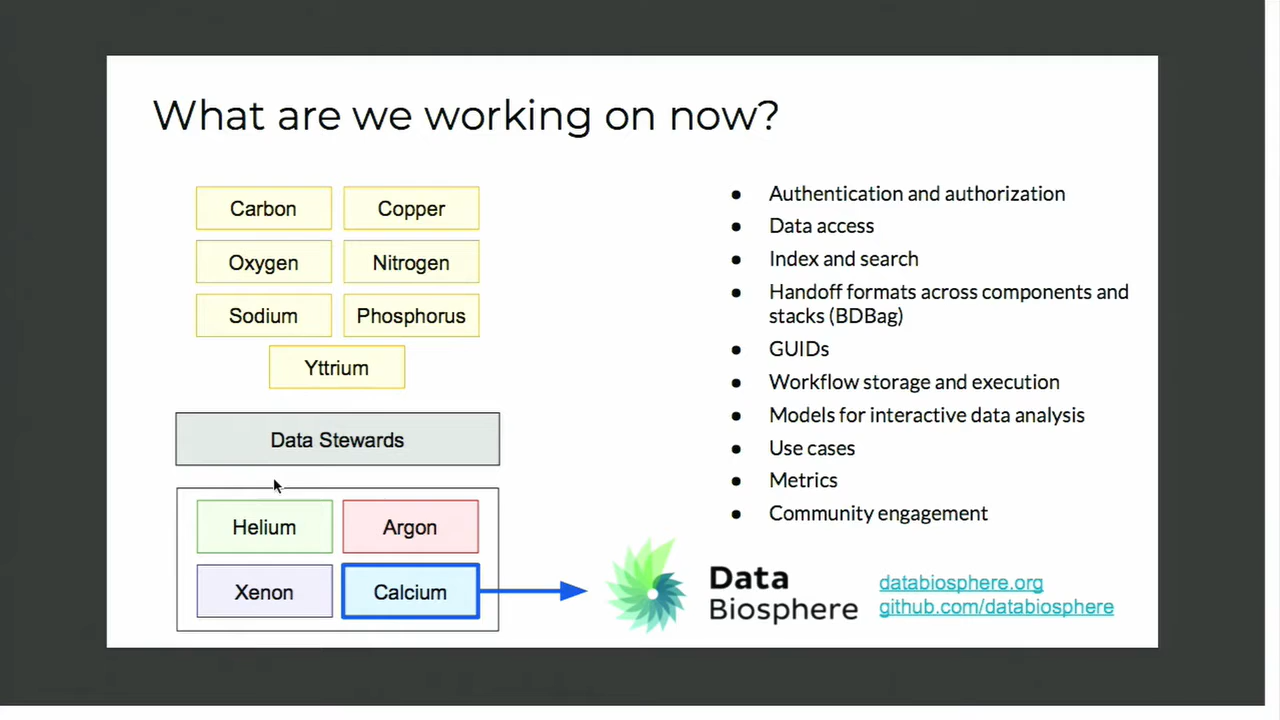 What are we working on now?
Carbon
Copper
Oxygen
Nitrogen
Sodium
Phosphorus
Yttrium
Data Stewards
Helium
Argon
Xenon
Calcium
● Authentication and authorization
● Data access
● Index and search
● Handoff formats across components and
stacks (BDBag)
● GUIDs
● Workflow storage and execution
● Models for interactive data analysis
● Use cases
● Metrics
● Community engagement
Data
Biosphere
databiosphere.org
github.com/databiosphere